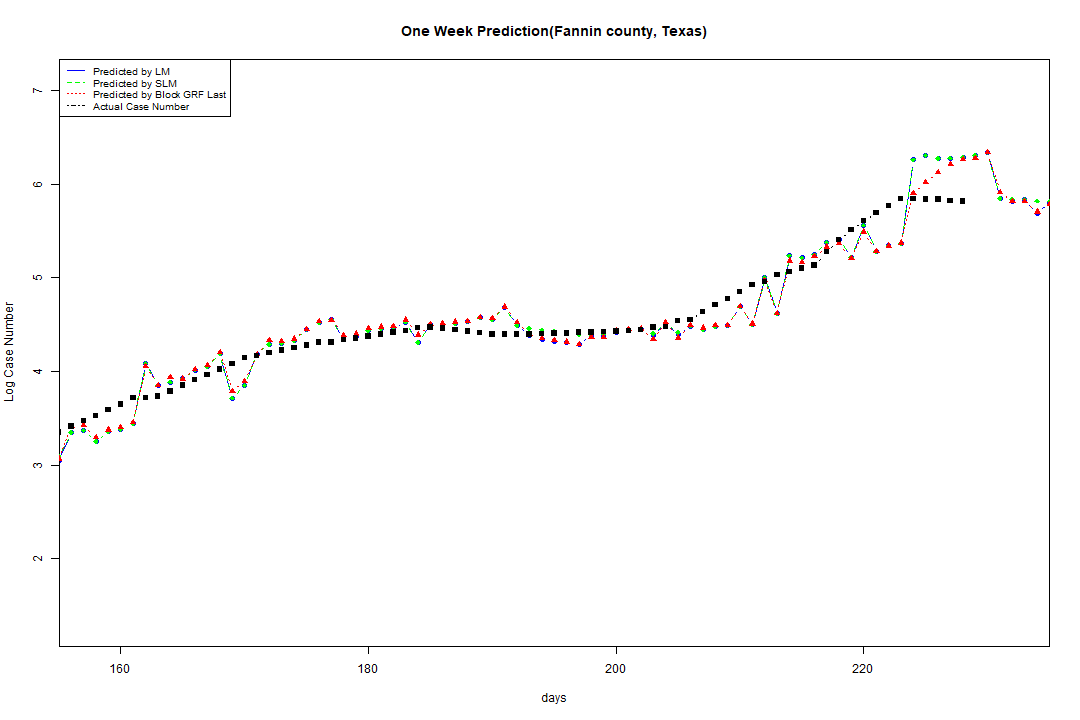 One Week Prediction(Fannin county, Texas)
Predicted by LM
Predicted by SLM
Predicted by Block GRF Last
Actual Case Number
7
6
5
4
3
2
Log Case Number
160
180
200
220
days